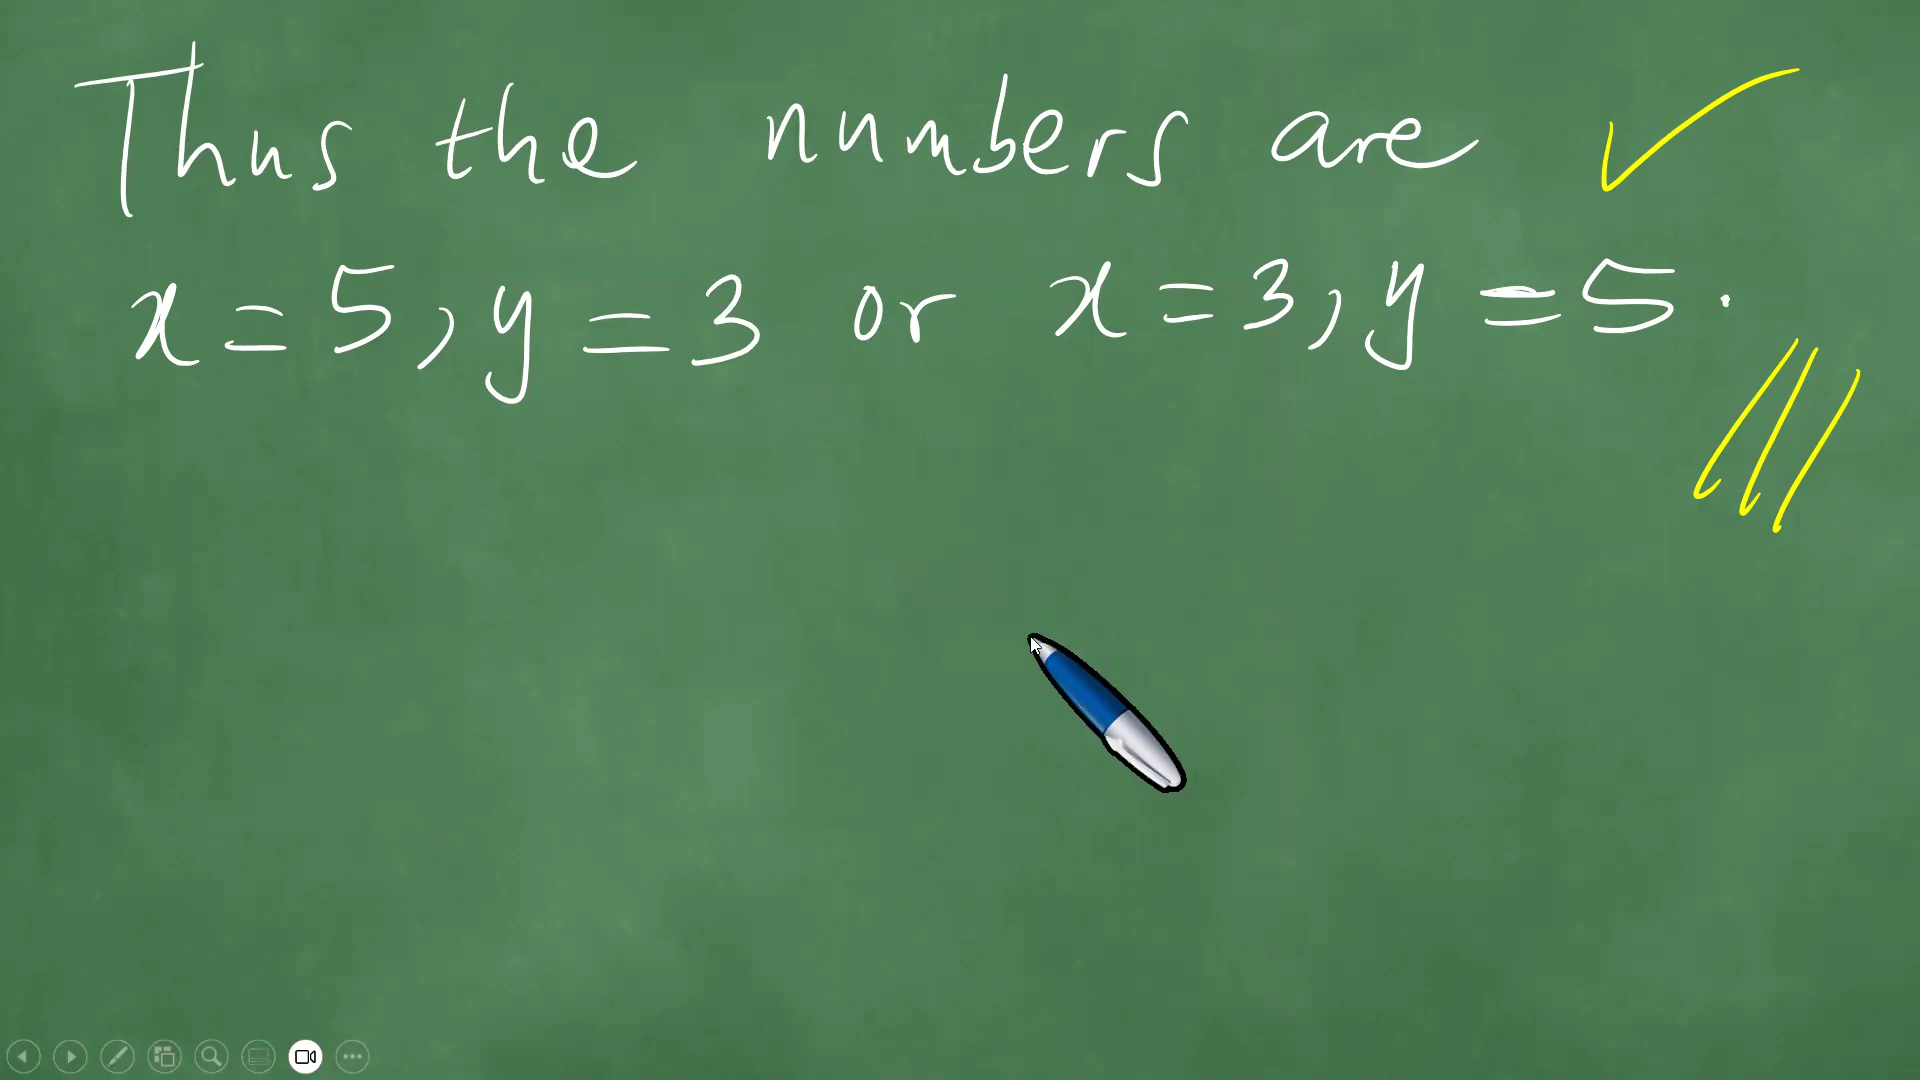 Thus the numbers are
x = 5, y = 3 or x = 3, y = 5.